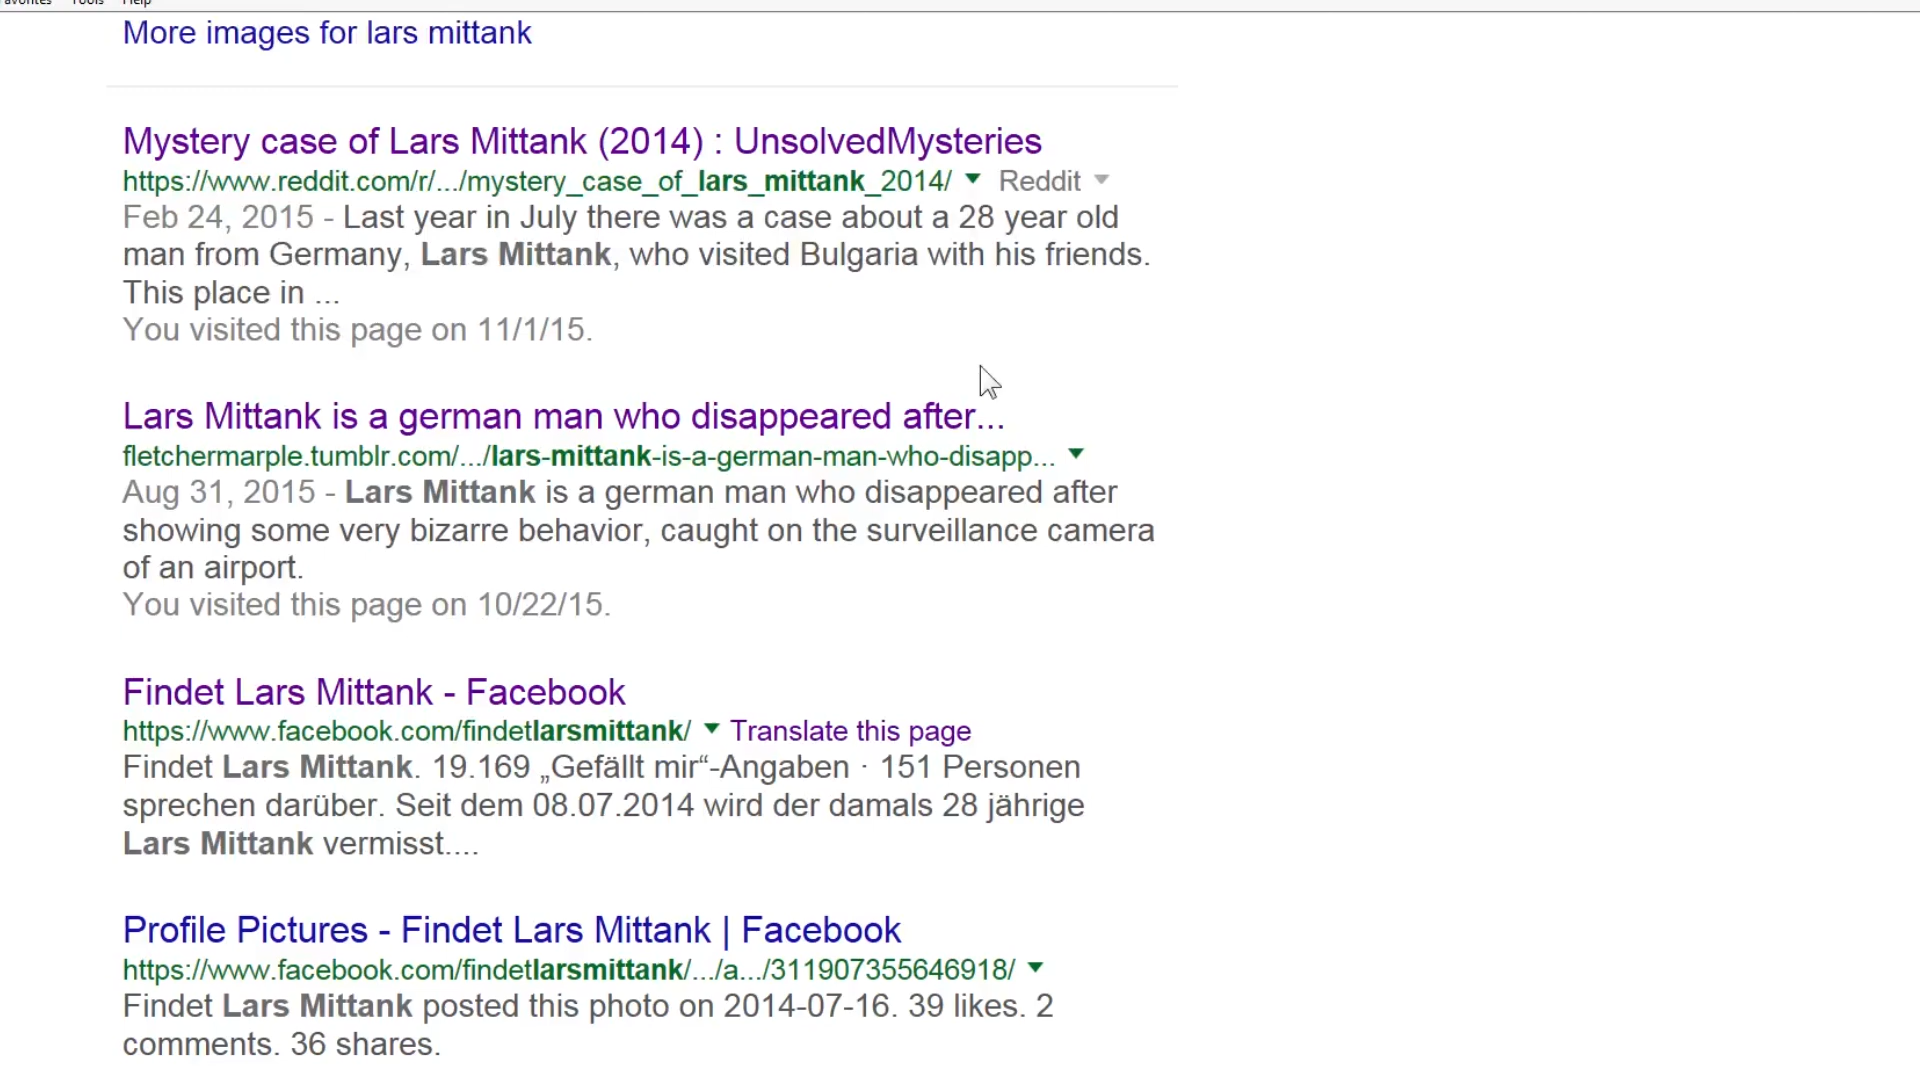 Favorites Tools Help
More images for lars mittank
Mystery case of Lars Mittank (2014) : UnsolvedMysteries
https://www.reddit.com/r/.../mystery_case_of_lars_mittank_2014/ Reddit
Feb 24, 2015 - Last year in July there was a case about a 28 year old
man from Germany, Lars Mittank, who visited Bulgaria with his friends.
This place in ...
You visited this page on 11/1/15.
Lars Mittank is a german man who disappeared after...
fletchermarple.tumblr.com/.../lars-mittank-is-a-german-man-who-disapp...
Aug 31, 2015 - Lars Mittank is a german man who disappeared after
showing some very bizarre behavior, caught on the surveillance camera
of an airport.
You visited this page on 10/22/15.
Findet Lars Mittank - Facebook
https://www.facebook.com/findetlarsmittank/ Translate this page
Findet Lars Mittank. 19.169 „Gefällt mir“-Angaben · 151 Personen
sprechen darüber. Seit dem 08.07.2014 wird der damals 28 jährige
Lars Mittank vermisst....
Profile Pictures - Findet Lars Mittank | Facebook
https://www.facebook.com/findetlarsmittank/.../a.../311907355646918/
Findet Lars Mittank posted this photo on 2014-07-16. 39 likes. 2
comments. 36 shares.